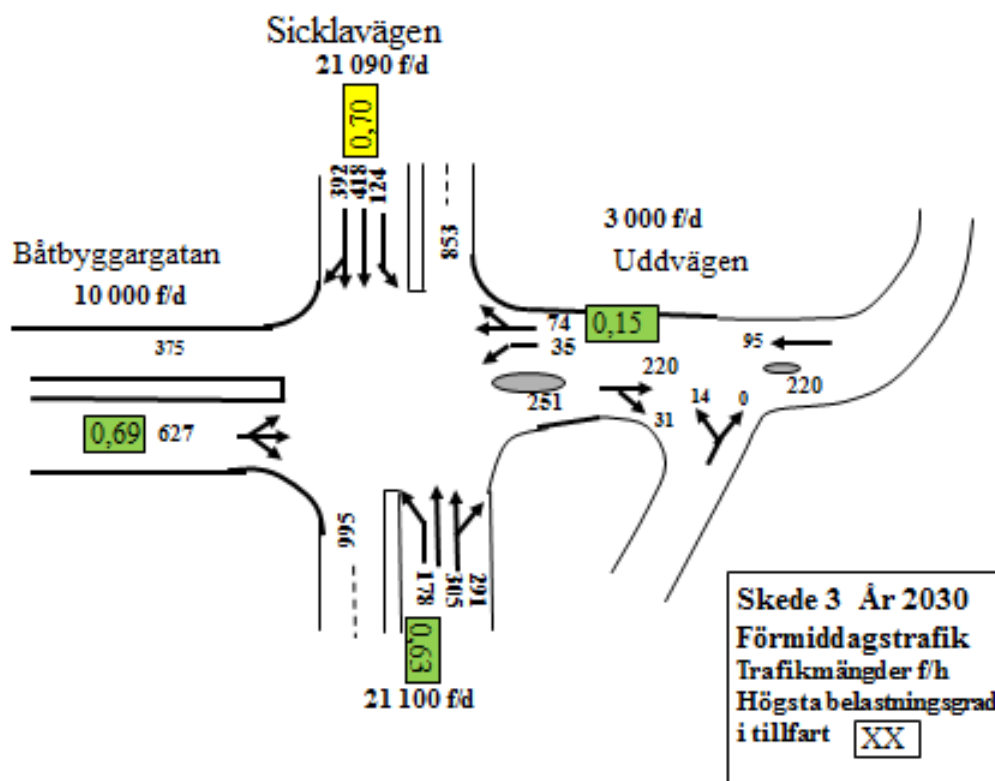 Sicklavägen
21 090 f/d
0,70
392
418
124
853
3 000 f/d
Uddvägen
Båtbyggargatan
10 000 f/d
375
74
0,15
35
95
220
220
251
14
0
31
0,69
627
995
178
305
291
0,63
21 100 f/d
Skede 3 År 2030
Förmiddagstrafik
Trafikmängder f/h
Högsta belastningsgrad
i tillfart XX